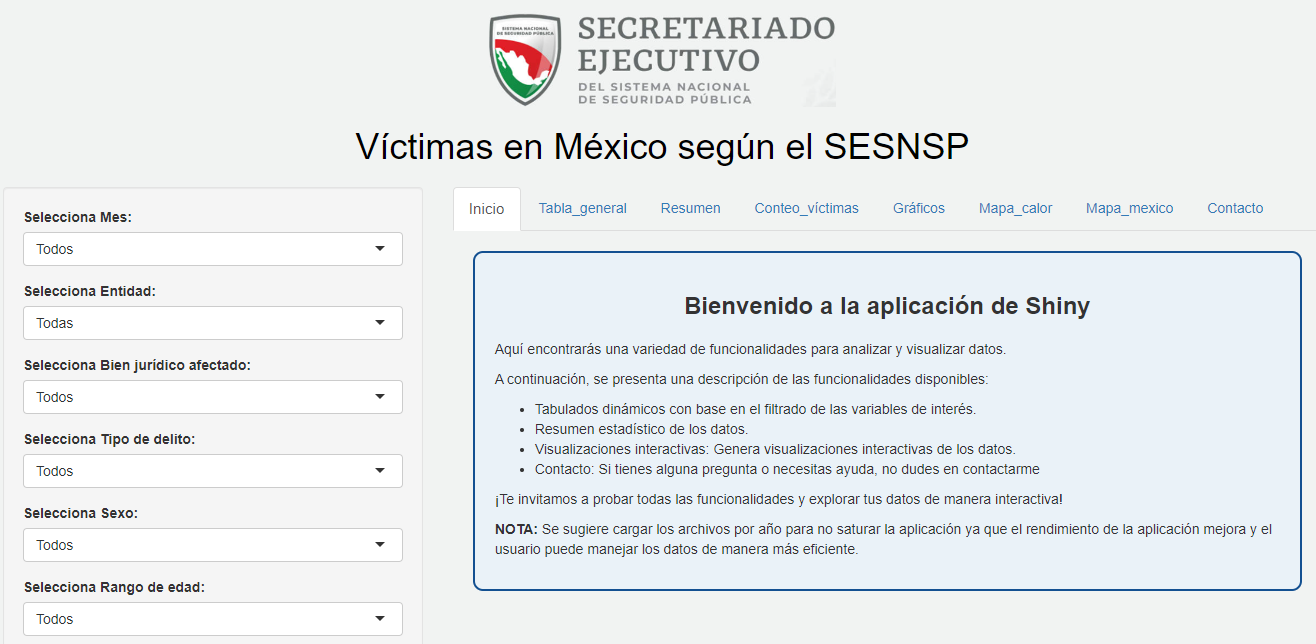 SISTEMA NACIONAL
DE SEGURIDAD PÚBLICA
SECRETARIADO
EJECUTIVO
DEL SISTEMA NACIONAL
DE SEGURIDAD PÚBLICA
Víctimas en México según el SESNSP
Selecciona Mes:
Todos
Selecciona Entidad:
Todas
Selecciona Bien jurídico afectado:
Todos
Selecciona Tipo de delito:
Todos
Selecciona Sexo:
Todos
Selecciona Rango de edad:
Todos
Inicio Tabla_general Resumen Conteo_víctimas Gráficos Mapa_calor Mapa_mexico Contacto
Bienvenido a la aplicación de Shiny
Aquí encontrarás una variedad de funcionalidades para analizar y visualizar datos.
A continuación, se presenta una descripción de las funcionalidades disponibles:
• Tabulados dinámicos con base en el filtrado de las variables de interés.
• Resumen estadístico de los datos.
• Visualizaciones interactivas: Genera visualizaciones interactivas de los datos.
• Contacto: Si tienes alguna pregunta o necesitas ayuda, no dudes en contactarme
¡Te invitamos a probar todas las funcionalidades y explorar tus datos de manera interactiva!
NOTA: Se sugiere cargar los archivos por año para no saturar la aplicación ya que el rendimiento de la aplicación mejora y el
usuario puede manejar los datos de manera más eficiente.